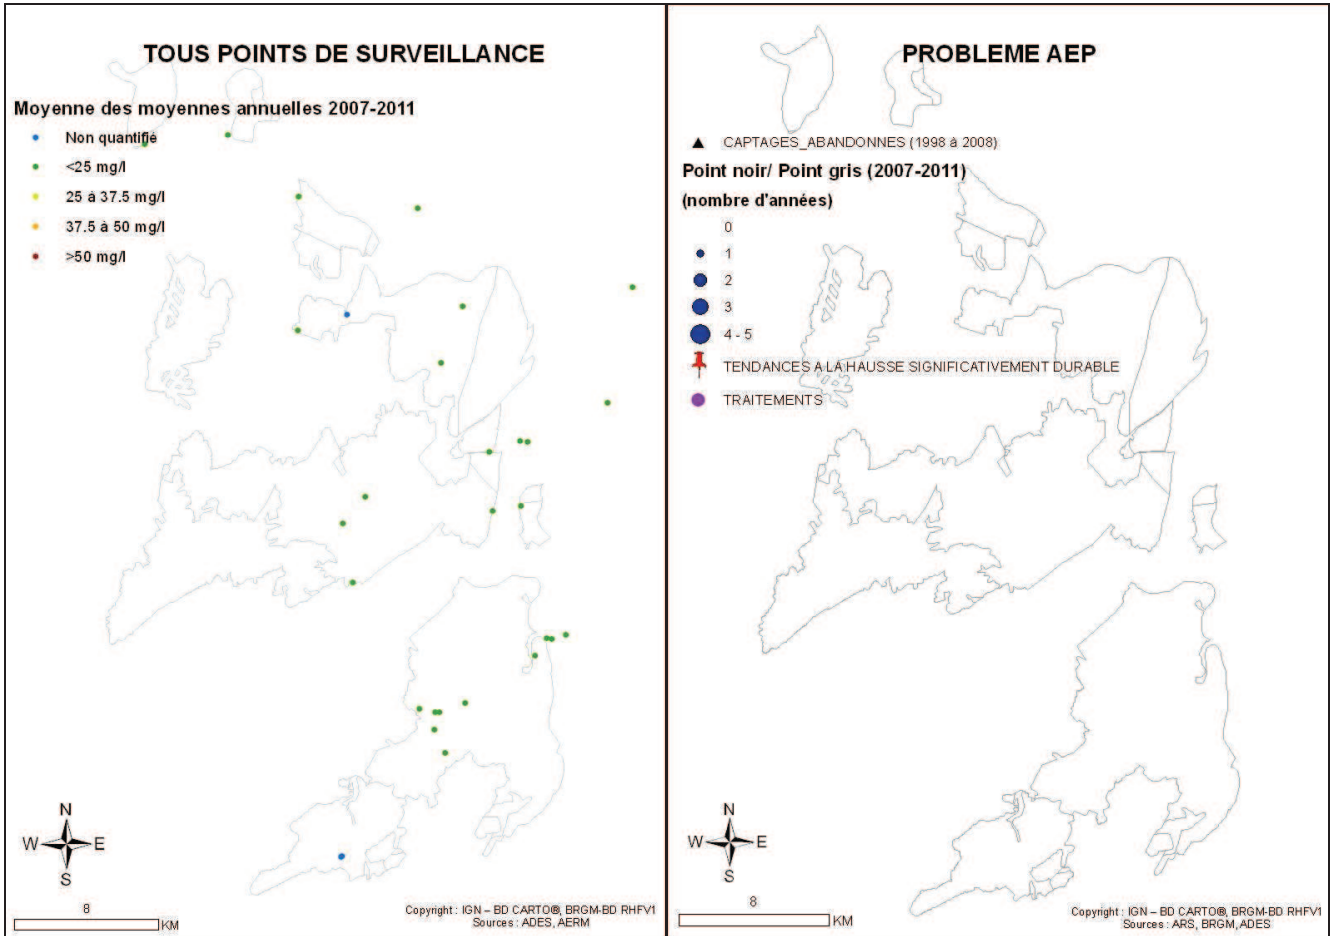 TOUS POINTS DE SURVEILLANCE
Moyenne des moyennes annuelles 2007-2011
Non quantifié
<25 mg/l
25 à 37.5 mg/l
37.5 à 50 mg/l
>50 mg/l
N
W E
S
8
KM
Copyright : IGN – BD CARTO®, BRGM-BD RHFV1
Sources : ADES, AERM
PROBLEME AEP
CAPTAGES_ABANDONNES (1998 à 2008)
Point noir/ Point gris (2007-2011)
(nombre d'années)
0
1
2
3
4 - 5
TENDANCES A LA HAUSSE SIGNIFICATIVEMENT DURABLE
TRAITEMENTS
N
W E
S
8
KM
Copyright : IGN – BD CARTO®, BRGM-BD RHFV1
Sources : ARS, BRGM, ADES